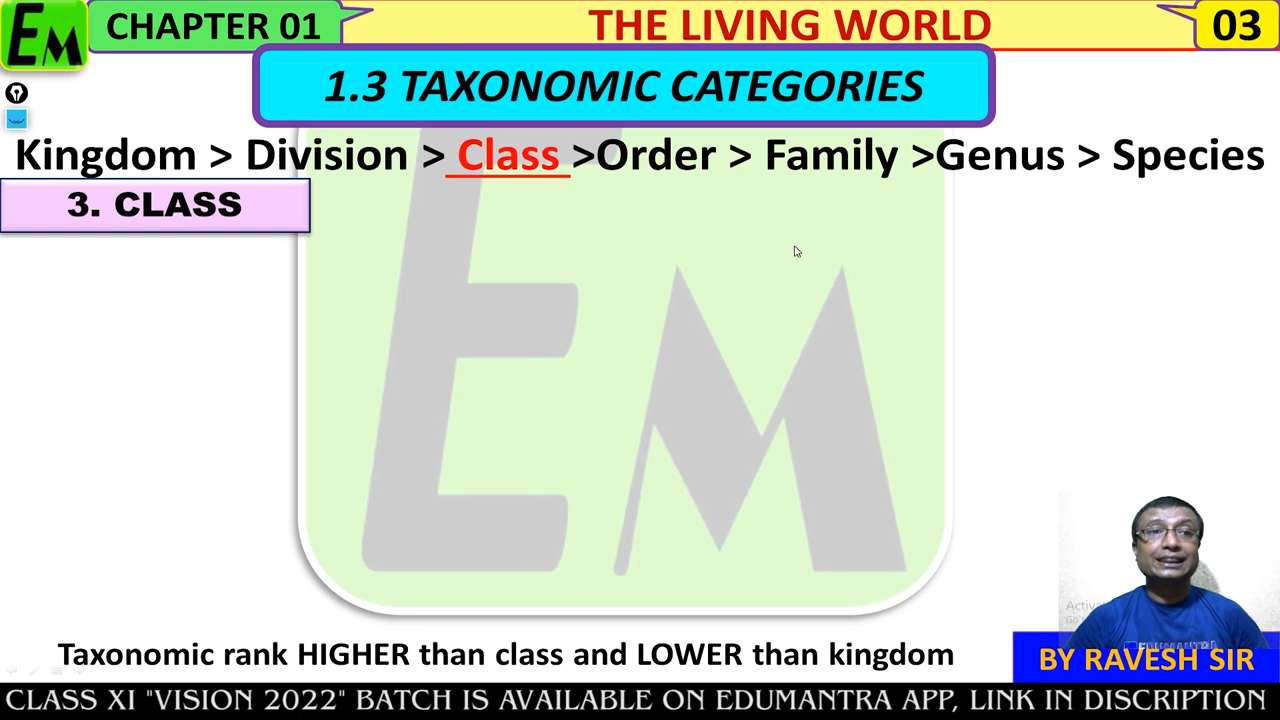 EM CHAPTER 01 THE LIVING WORLD 03
1.3 TAXONOMIC CATEGORIES
Kingdom > Division > Class >Order > Family >Genus > Species
3. CLASS
EM
Taxonomic rank HIGHER than class and LOWER than kingdom
BY RAVESH SIR
CLASS XI "VISION 2022" BATCH IS AVAILABLE ON EDUMANTRA APP, LINK IN DISCRIPTION